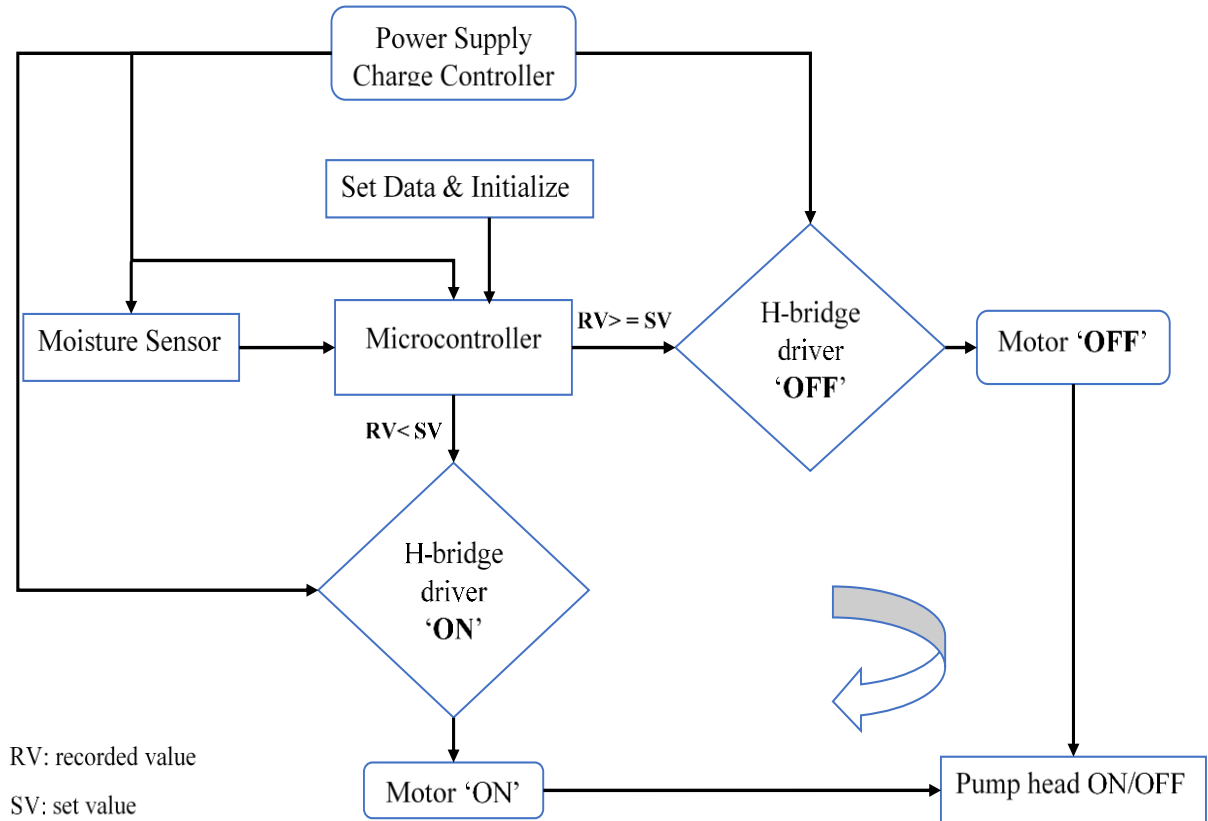 Power Supply
Charge Controller
Set Data & Initialize
Moisture Sensor
Microcontroller
RV> = SV
H-bridge
driver
‘OFF’
Motor ‘OFF’
RV< SV
H-bridge
driver
‘ON’
RV: recorded value
SV: set value
Motor ‘ON’
Pump head ON/OFF